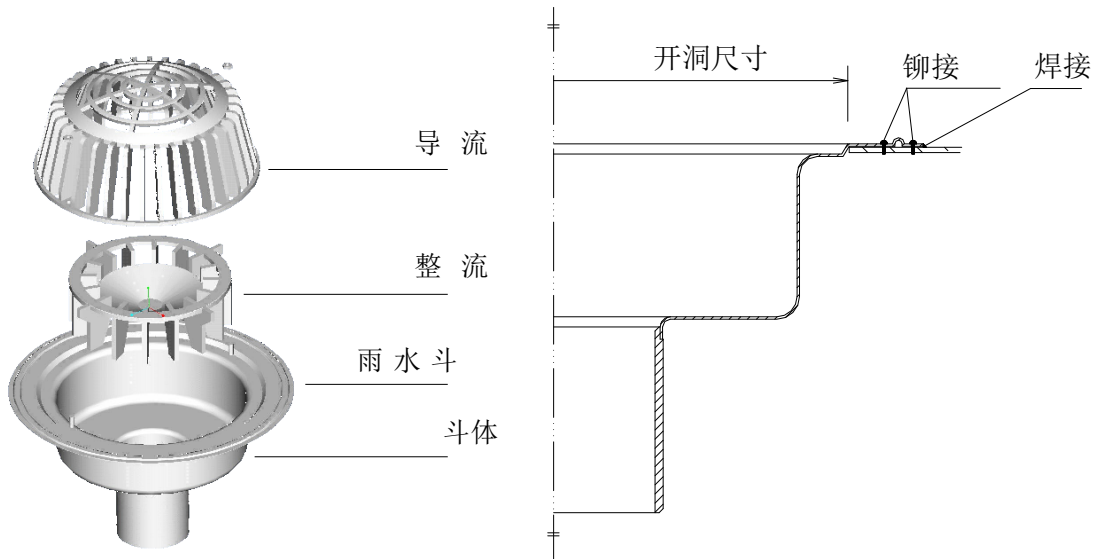 导 流
整 流
雨 水 斗
斗体
开洞尺寸
铆接
焊接